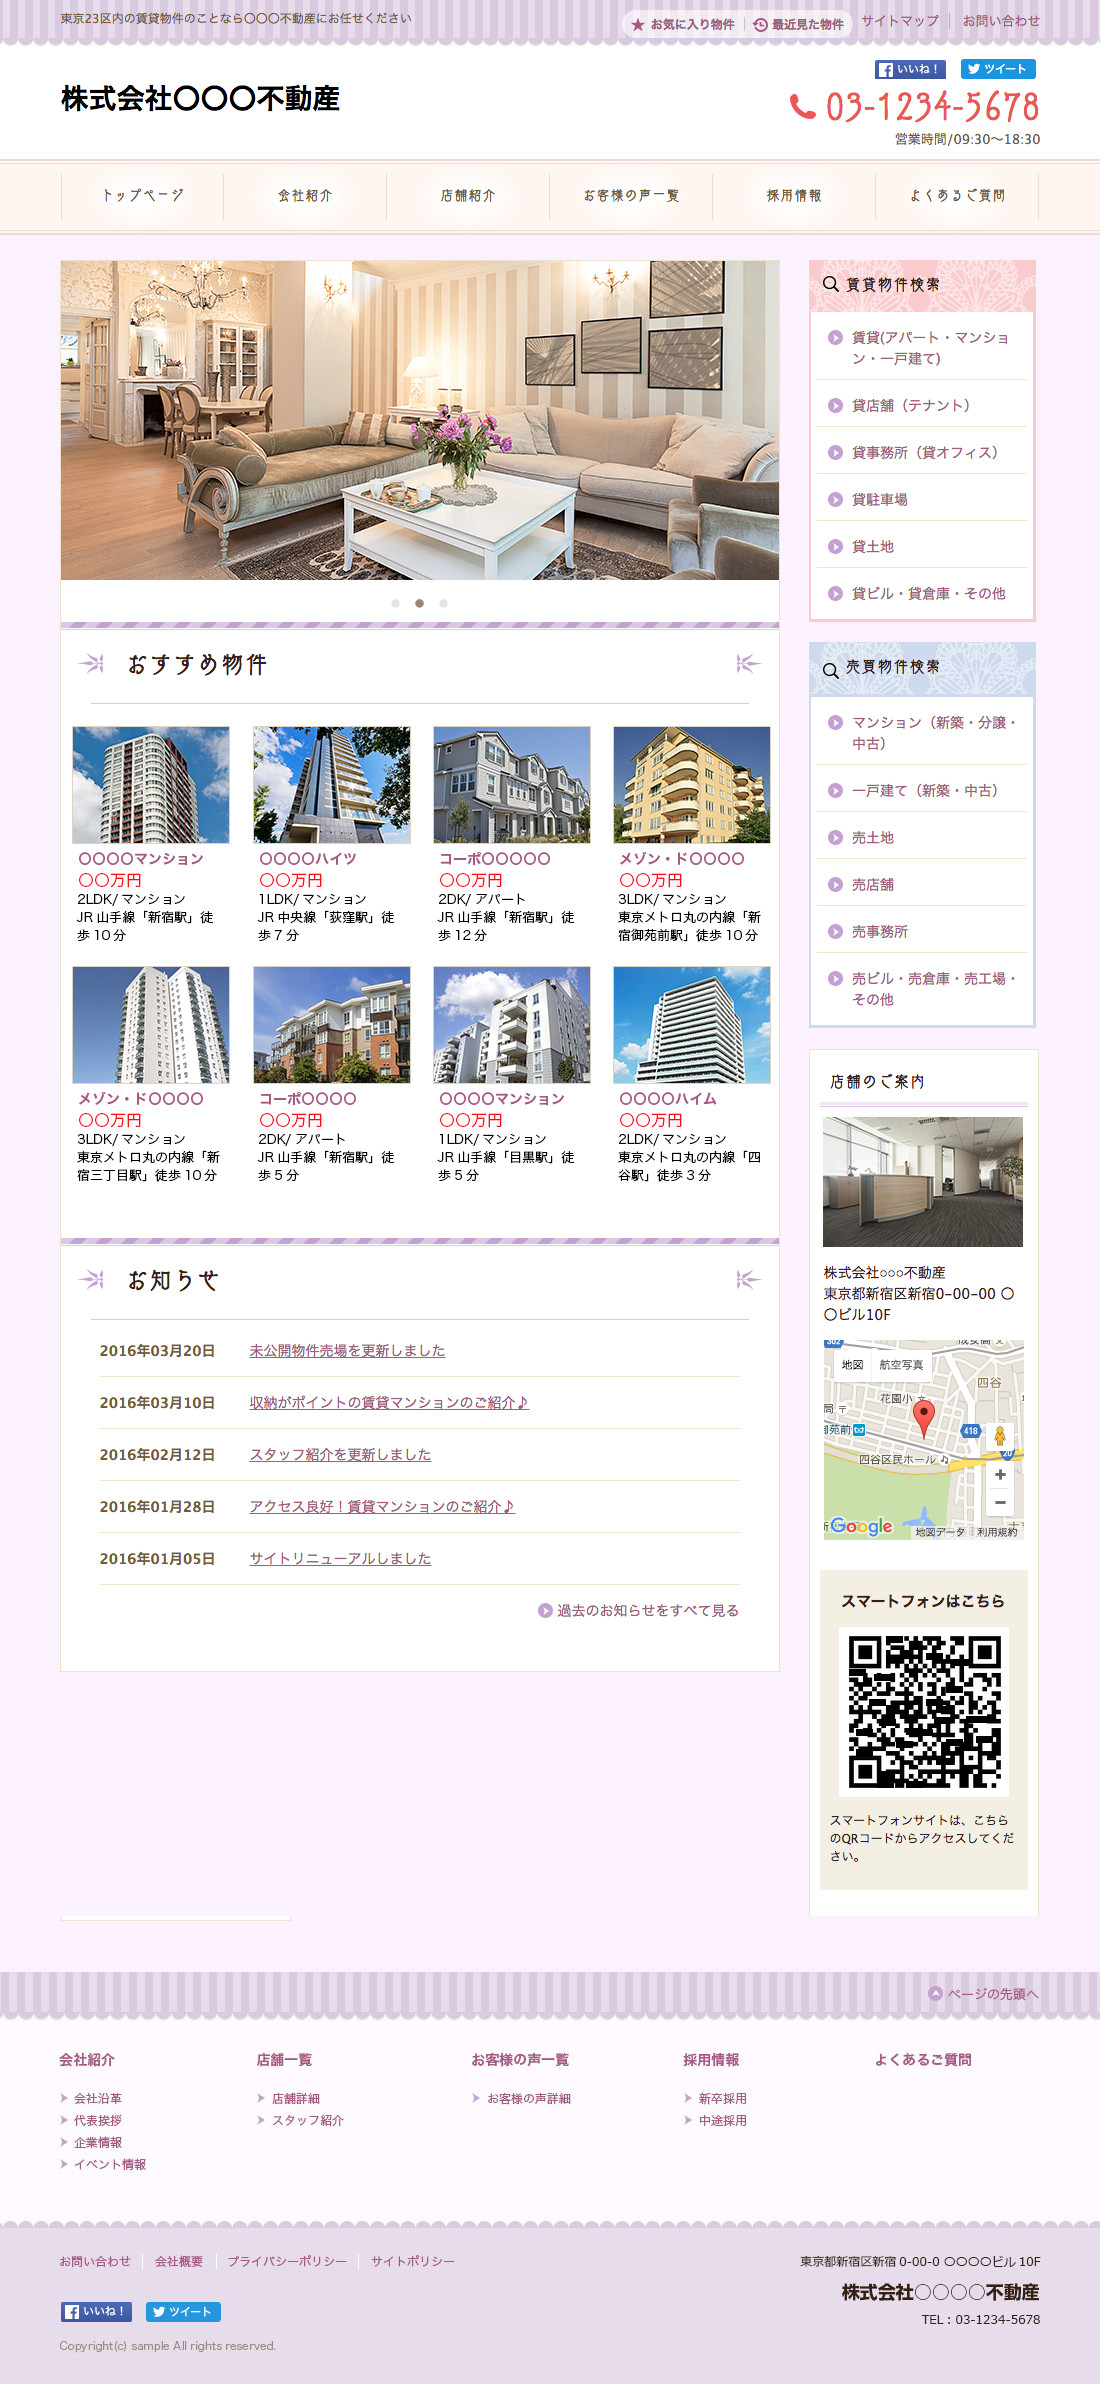 東京23区内の賃貸物件のことなら〇〇〇不動産にお任せください
お気に入り物件
最近見た物件
サイトマップ
お問い合わせ
いいね！
ツイート
株式会社〇〇〇不動産
03-1234-5678
営業時間/09:30～18:30
トップページ
会社紹介
店舗紹介
お客様の声一覧
採用情報
よくあるご質問
おすすめ物件
〇〇〇〇マンション
〇〇万円
2LDK/ マンション
JR 山手線「新宿駅」徒
歩 10 分
〇〇〇〇ハイツ
〇〇万円
1LDK/ マンション
JR 中央線「荻窪駅」徒
歩 7 分
コーポ〇〇〇〇〇
〇〇万円
2DK/ アパート
JR 山手線「新宿駅」徒
歩 12 分
メゾン・ド〇〇〇〇
〇〇万円
3LDK/ マンション
東京メトロ丸の内線「新
宿御苑前駅」徒歩 10 分
メゾン・ド〇〇〇〇
〇〇万円
3LDK/ マンション
東京メトロ丸の内線「新
宿三丁目駅」徒歩 10 分
コーポ〇〇〇〇
〇〇万円
2DK/ アパート
JR 山手線「新宿駅」徒
歩 5 分
〇〇〇〇マンション
〇〇万円
1LDK/ マンション
JR 山手線「目黒駅」徒
歩 5 分
〇〇〇〇ハイム
〇〇万円
2LDK/ マンション
東京メトロ丸の内線「四
谷駅」徒歩 3 分
お知らせ
2016年03月20日 未公開物件売場を更新しました
2016年03月10日 収納がポイントの賃貸マンションのご紹介♪
2016年02月12日 スタッフ紹介を更新しました
2016年01月28日 アクセス良好！賃貸マンションのご紹介♪
2016年01月05日 サイトリニューアルしました
過去のお知らせをすべて見る
賃貸物件検索
賃貸(アパート・マンショ
ン・一戸建て)
貸店舗（テナント）
貸事務所（貸オフィス）
貸駐車場
貸土地
貸ビル・貸倉庫・その他
売買物件検索
マンション（新築・分譲・
中古）
一戸建て（新築・中古）
売土地
売店舗
売事務所
売ビル・売倉庫・売工場・
その他
店舗のご案内
株式会社○○○不動産
東京都新宿区新宿0−00−00 〇
〇ビル10F
地図
航空写真
四谷
花園小
局
御苑前
418
四谷区民ホール
20
+
−
Google
地図データ
利用規約
スマートフォンはこちら
スマートフォンサイトは、こちら
のQRコードからアクセスしてくだ
さい。
ページの先頭へ
会社紹介
会社沿革
代表挨拶
企業情報
イベント情報
店舗一覧
店舗詳細
スタッフ紹介
お客様の声一覧
お客様の声詳細
採用情報
新卒採用
中途採用
よくあるご質問
お問い合わせ
会社概要
プライバシーポリシー
サイトポリシー
いいね！
ツイート
Copyright(c) sample All rights reserved.
東京都新宿区新宿 0-00-0 〇〇〇〇ビル 10F
株式会社〇〇〇〇不動産
TEL : 03-1234-5678